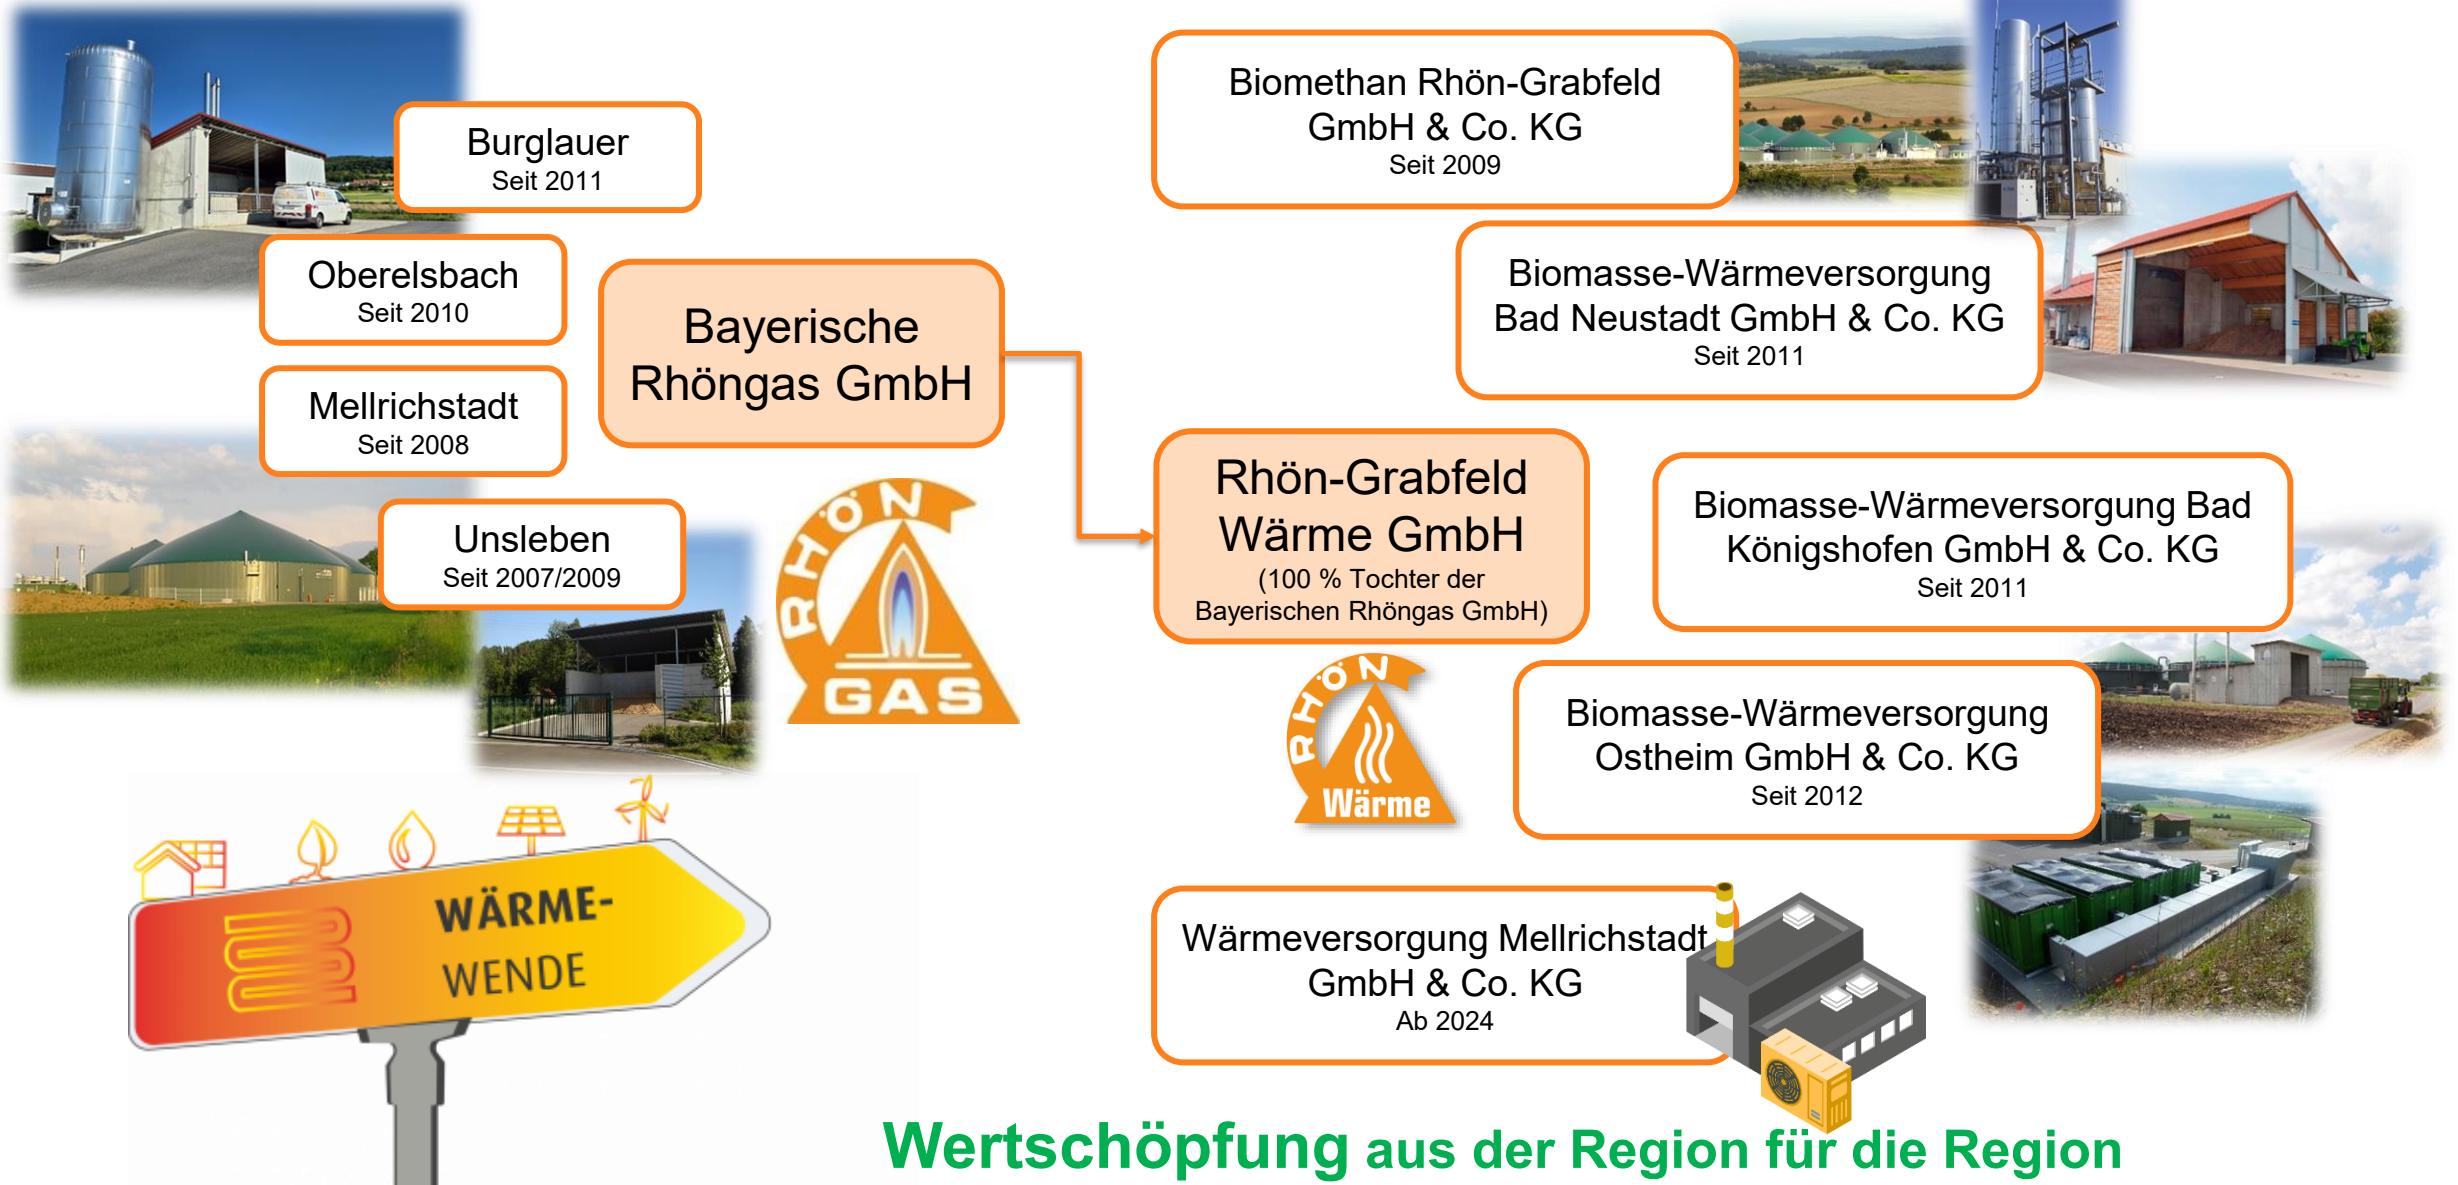 Burglauer
Seit 2011
Oberelsbach
Seit 2010
Mellrichstadt
Seit 2008
Unsleben
Seit 2007/2009
Bayerische
Rhöngas GmbH
RHÖN
GAS
WÄRME-
WENDE
Biomethan Rhön-Grabfeld
GmbH & Co. KG
Seit 2009
Biomasse-Wärmeversorgung
Bad Neustadt GmbH & Co. KG
Seit 2011
Rhön-Grabfeld
Wärme GmbH
(100 % Tochter der
Bayerischen Rhöngas GmbH)
RHÖN
Wärme
Biomasse-Wärmeversorgung Bad
Königshofen GmbH & Co. KG
Seit 2011
Biomasse-Wärmeversorgung
Ostheim GmbH & Co. KG
Seit 2012
Wärmeversorgung Mellrichstadt
GmbH & Co. KG
Ab 2024
Wertschöpfung aus der Region für die Region